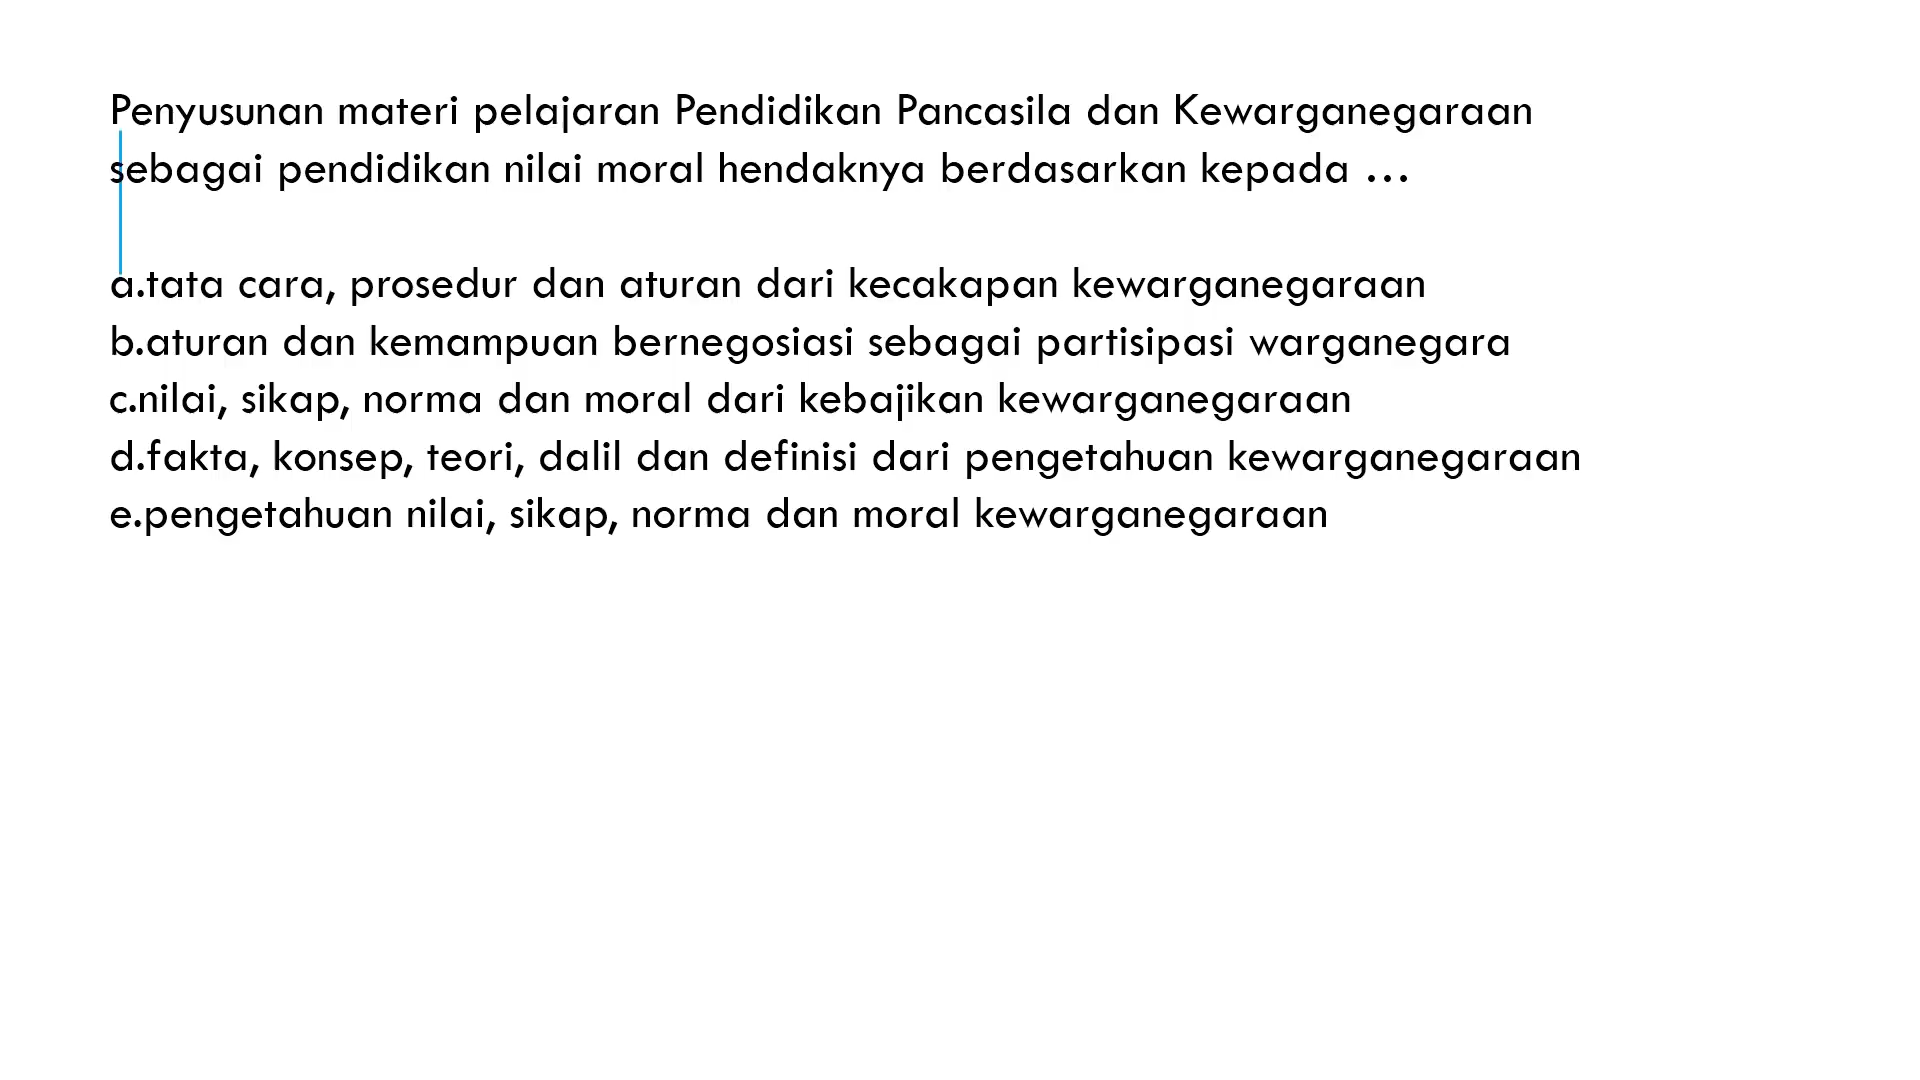 Penyusunan materi pelajaran Pendidikan Pancasila dan Kewarganegaraan
sebagai pendidikan nilai moral hendaknya berdasarkan kepada …
a.tata cara, prosedur dan aturan dari kecakapan kewarganegaraan
b.aturan dan kemampuan bernegosiasi sebagai partisipasi warganegara
c.nilai, sikap, norma dan moral dari kebajikan kewarganegaraan
d.fakta, konsep, teori, dalil dan definisi dari pengetahuan kewarganegaraan
e.pengetahuan nilai, sikap, norma dan moral kewarganegaraan